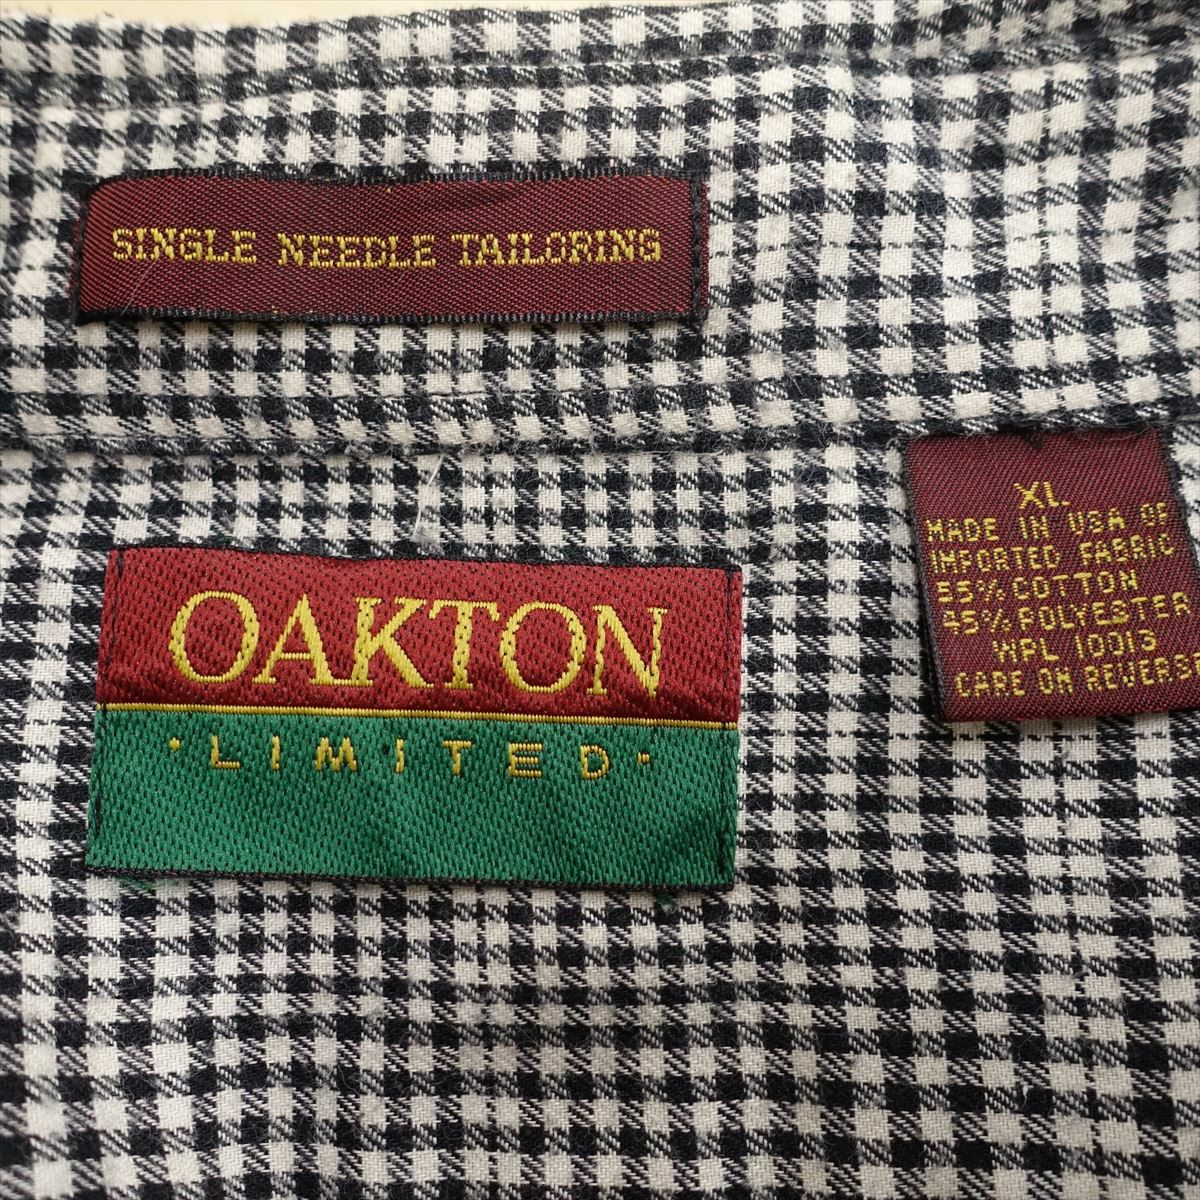 SINGLE NEEDLE TAILORING
OAKTON
·LIMITED·
XL
MADE IN USA OF
IMPORTED FABRIC
55% COTTON
45% POLYESTER
WPL 10013
CARE ON REVERSE